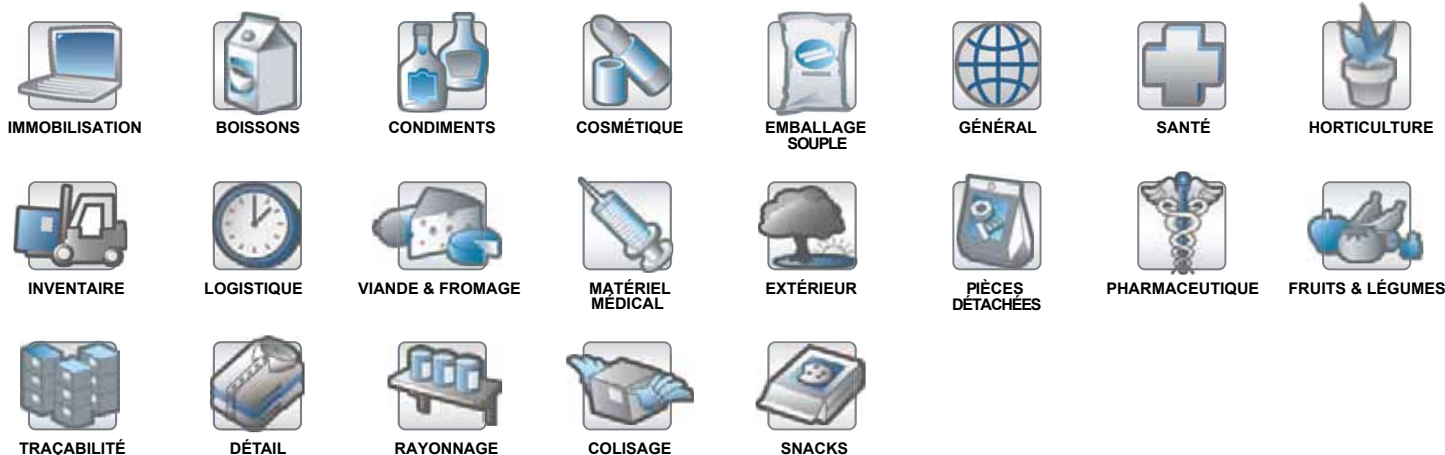 IMMOBILISATION
BOISSONS
CONDIMENTS
COSMÉTIQUE
EMBALLAGE
SOUPLE
GÉNÉRAL
SANTÉ
HORTICULTURE
INVENTAIRE
LOGISTIQUE
VIANDE & FROMAGE
MATÉRIEL
MÉDICAL
EXTÉRIEUR
PIÈCES
DÉTACHÉES
PHARMACEUTIQUE
FRUITS & LÉGUMES
TRAÇABILITÉ
DÉTAIL
RAYONNAGE
COLISAGE
SNACKS